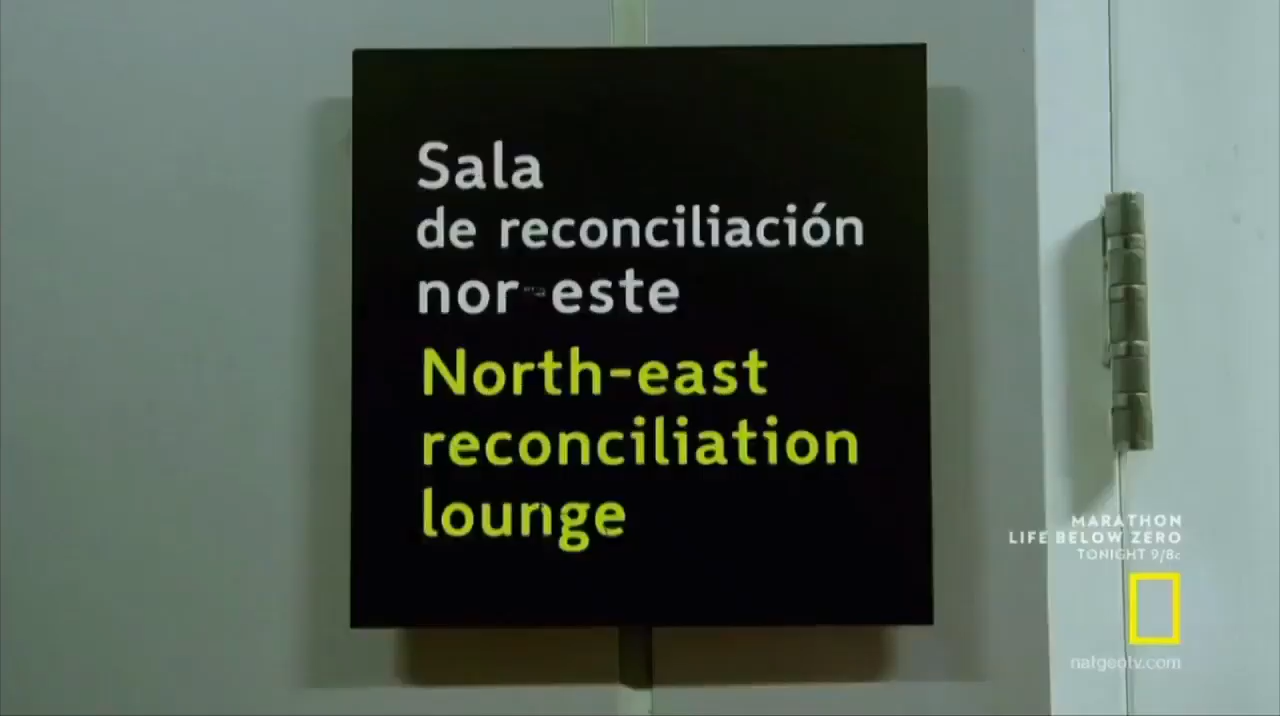 Sala
de reconciliación
nor-este
North-east
reconciliation
lounge
MARATHON
LIFE BELOW ZERO
TONIGHT 9/8c
natgeotv.com